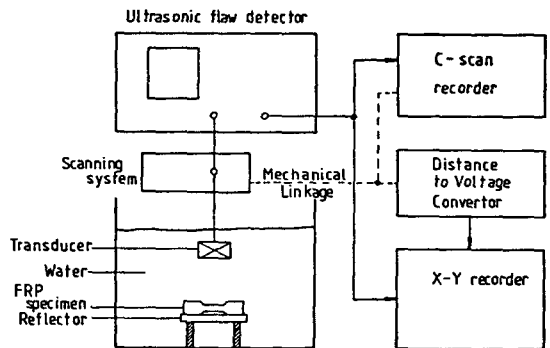 Ultrasonic flaw detector
C-scan
recorder
Scanning
system
Mechanical
Linkage
Distance
to Voltage
Convertor
Transducer
Water
FRP
specimen
Reflector
X-Y recorder